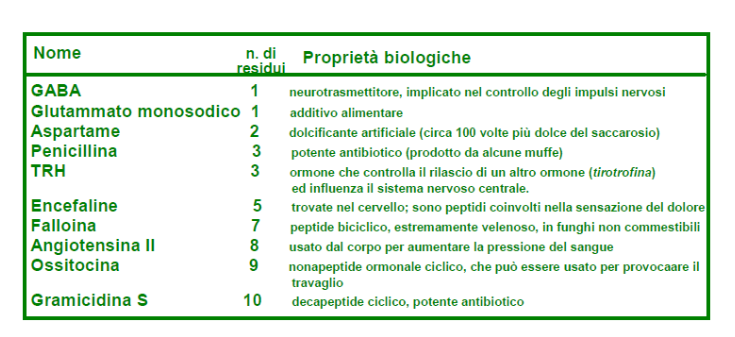 Nome n. di residui Proprietà biologiche
GABA 1 neurotrasmettitore, implicato nel controllo degli impulsi nervosi
Glutammato monosodico 1 additivo alimentare
Aspartame 2 dolcificante artificiale (circa 100 volte più dolce del saccarosio)
Penicillina 3 potente antibiotico (prodotto da alcune muffe)
TRH 3 ormone che controlla il rilascio di un altro ormone (tirotrofina)
ed influenza il sistema nervoso centrale.
Encefaline 5 trovate nel cervello; sono peptidi coinvolti nella sensazione del dolore
Falloina 7 peptide biciclico, estremamente velenoso, in funghi non commestibili
Angiotensina II 8 usato dal corpo per aumentare la pressione del sangue
Ossitocina 9 nonapeptide ormonale ciclico, che può essere usato per provocaare il
travaglio
Gramicidina S 10 decapeptide ciclico, potente antibiotico